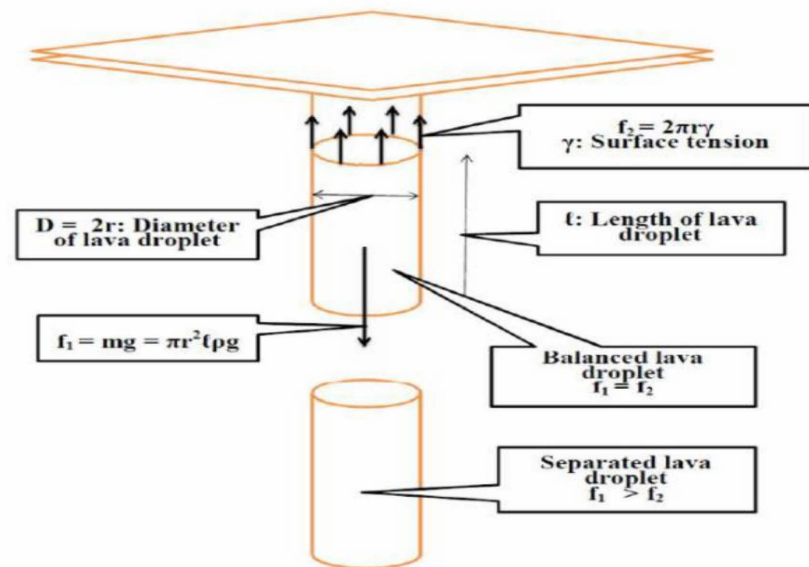 f₂ = 2πrγ
γ: Surface tension
D = 2r: Diameter
of lava droplet
ℓ: Length of lava
droplet
f₁ = mg = πr²ℓρg
Balanced lava
droplet
f₁ = f₂
Separated lava
droplet
f₁ > f₂